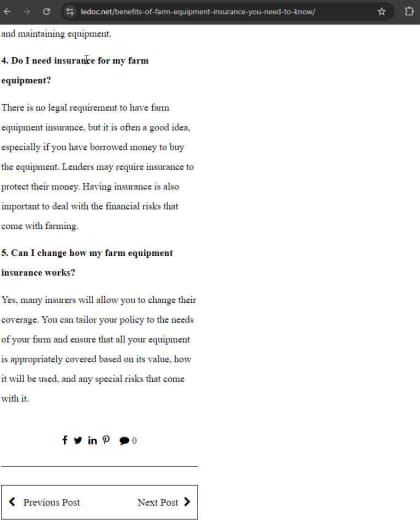 ledoc.net/benefits-of-farm-equipment-insurance-you-need-to-know/
and maintaining equipment.
4. Do I need insurance for my farm
equipment?
There is no legal requirement to have farm
equipment insurance, but it is often a good idea,
especially if you have borrowed money to buy
the equipment. Lenders may require insurance to
protect their money. Having insurance is also
important to deal with the financial risks that
come with farming.
5. Can I change how my farm equipment
insurance works?
Yes, many insurers will allow you to change their
coverage. You can tailor your policy to the needs
of your farm and ensure that all your equipment
is appropriately covered based on its value, how
it will be used, and any special risks that come
with it.
0
Previous Post Next Post